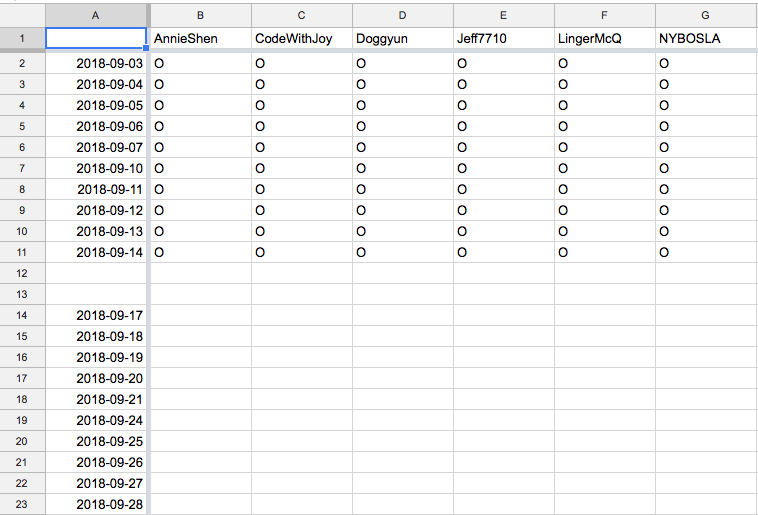 A B C D E F G
1 AnnieShen CodeWithJoy Doggyun Jeff7710 LingerMcQ NYBOSLA
2 2018-09-03 O O O O O O
3 2018-09-04 O O O O O O
4 2018-09-05 O O O O O O
5 2018-09-06 O O O O O O
6 2018-09-07 O O O O O O
7 2018-09-10 O O O O O O
8 2018-09-11 O O O O O O
9 2018-09-12 O O O O O O
10 2018-09-13 O O O O O O
11 2018-09-14 O O O O O O
12
13
14 2018-09-17
15 2018-09-18
16 2018-09-19
17 2018-09-20
18 2018-09-21
19 2018-09-24
20 2018-09-25
21 2018-09-26
22 2018-09-27
23 2018-09-28